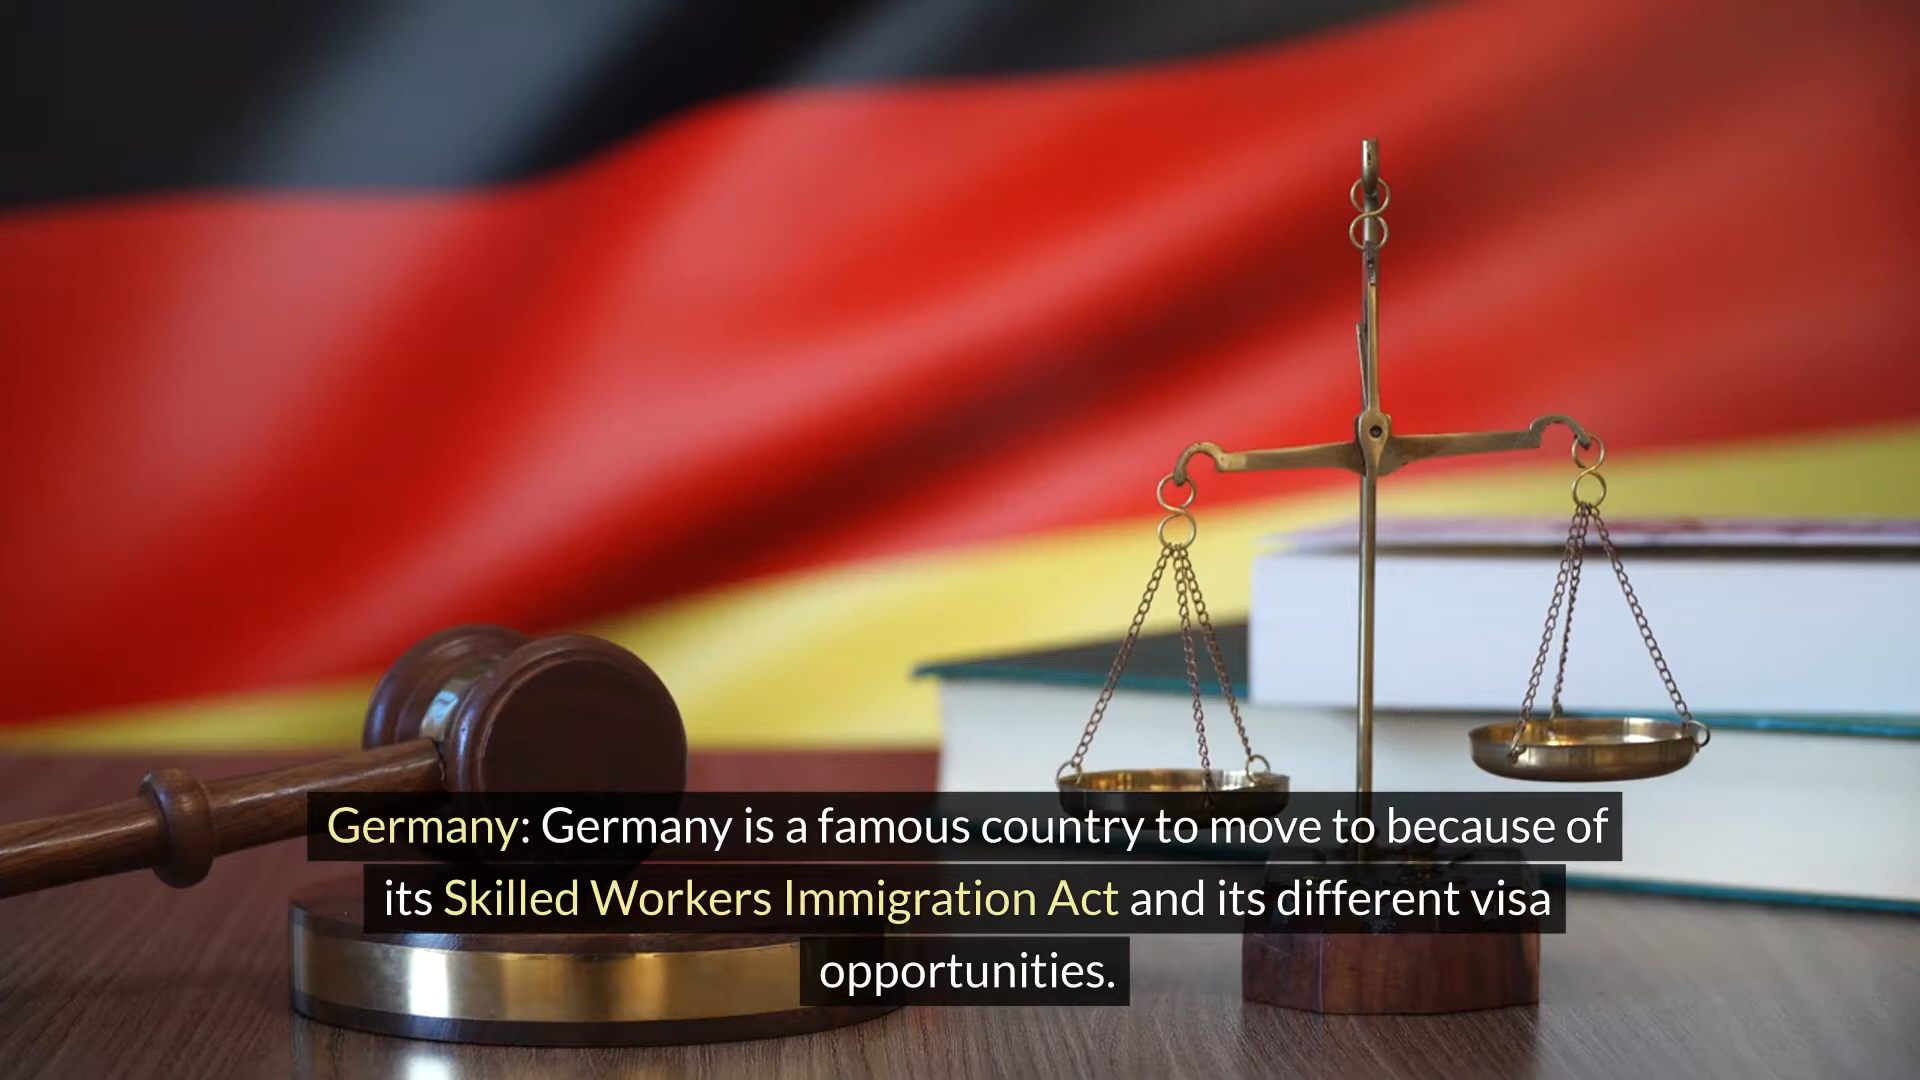 Germany: Germany is a famous country to move to because of
its Skilled Workers Immigration Act and its different visa
opportunities.